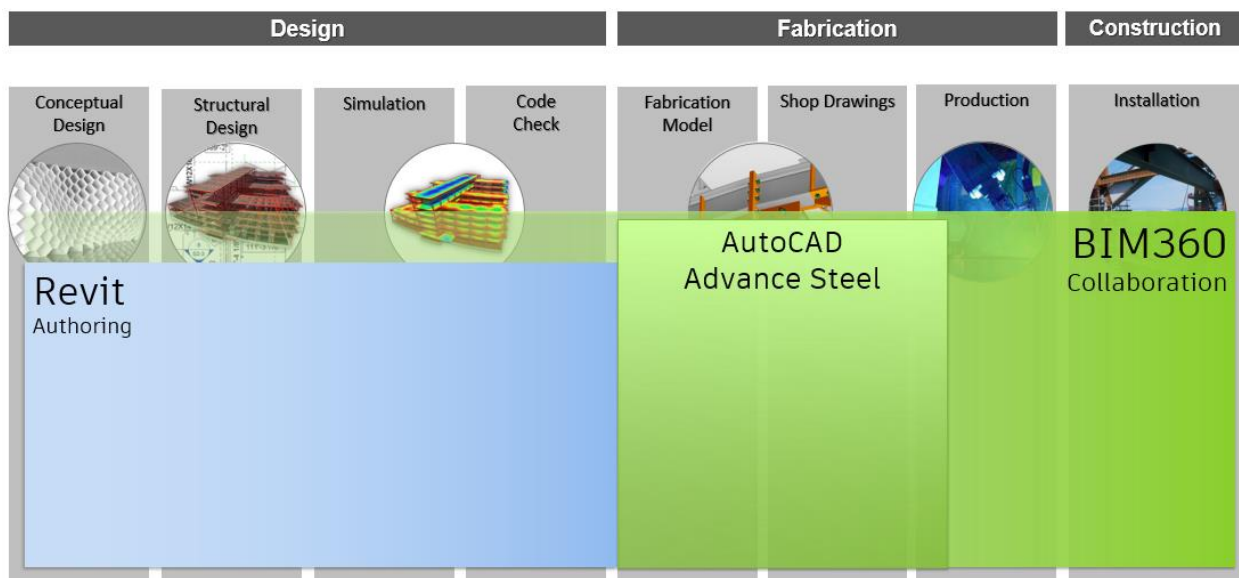 Design
Fabrication
Construction
Conceptual
Design
Structural
Design
Simulation
Code
Check
Fabrication
Model
Shop Drawings
Production
Installation
Revit
Authoring
AutoCAD
Advance Steel
BIM360
Collaboration